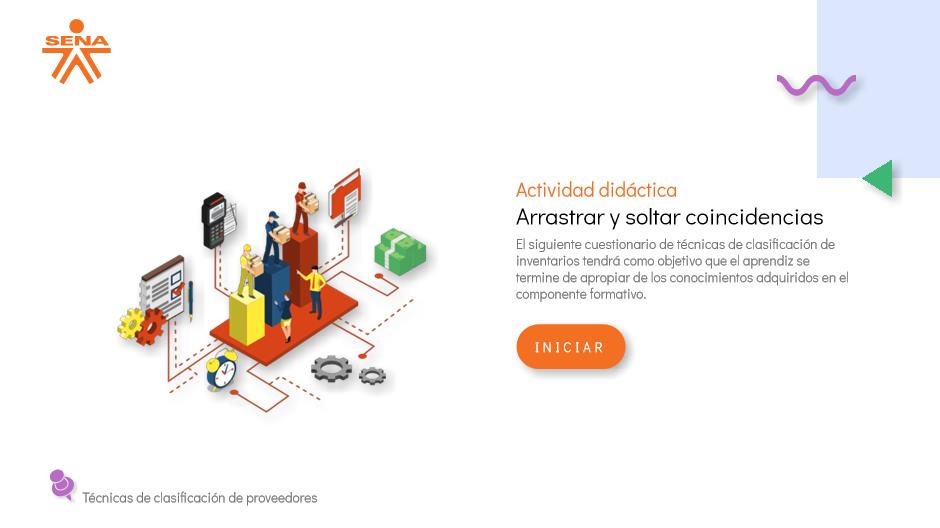 SENA
Actividad didáctica
Arrastrar y soltar coincidencias
El siguiente cuestionario de técnicas de clasificación de
inventarios tendrá como objetivo que el aprendiz se
termine de apropiar de los conocimientos adquiridos en el
componente formativo.
INICIAR
Técnicas de clasificación de proveedores